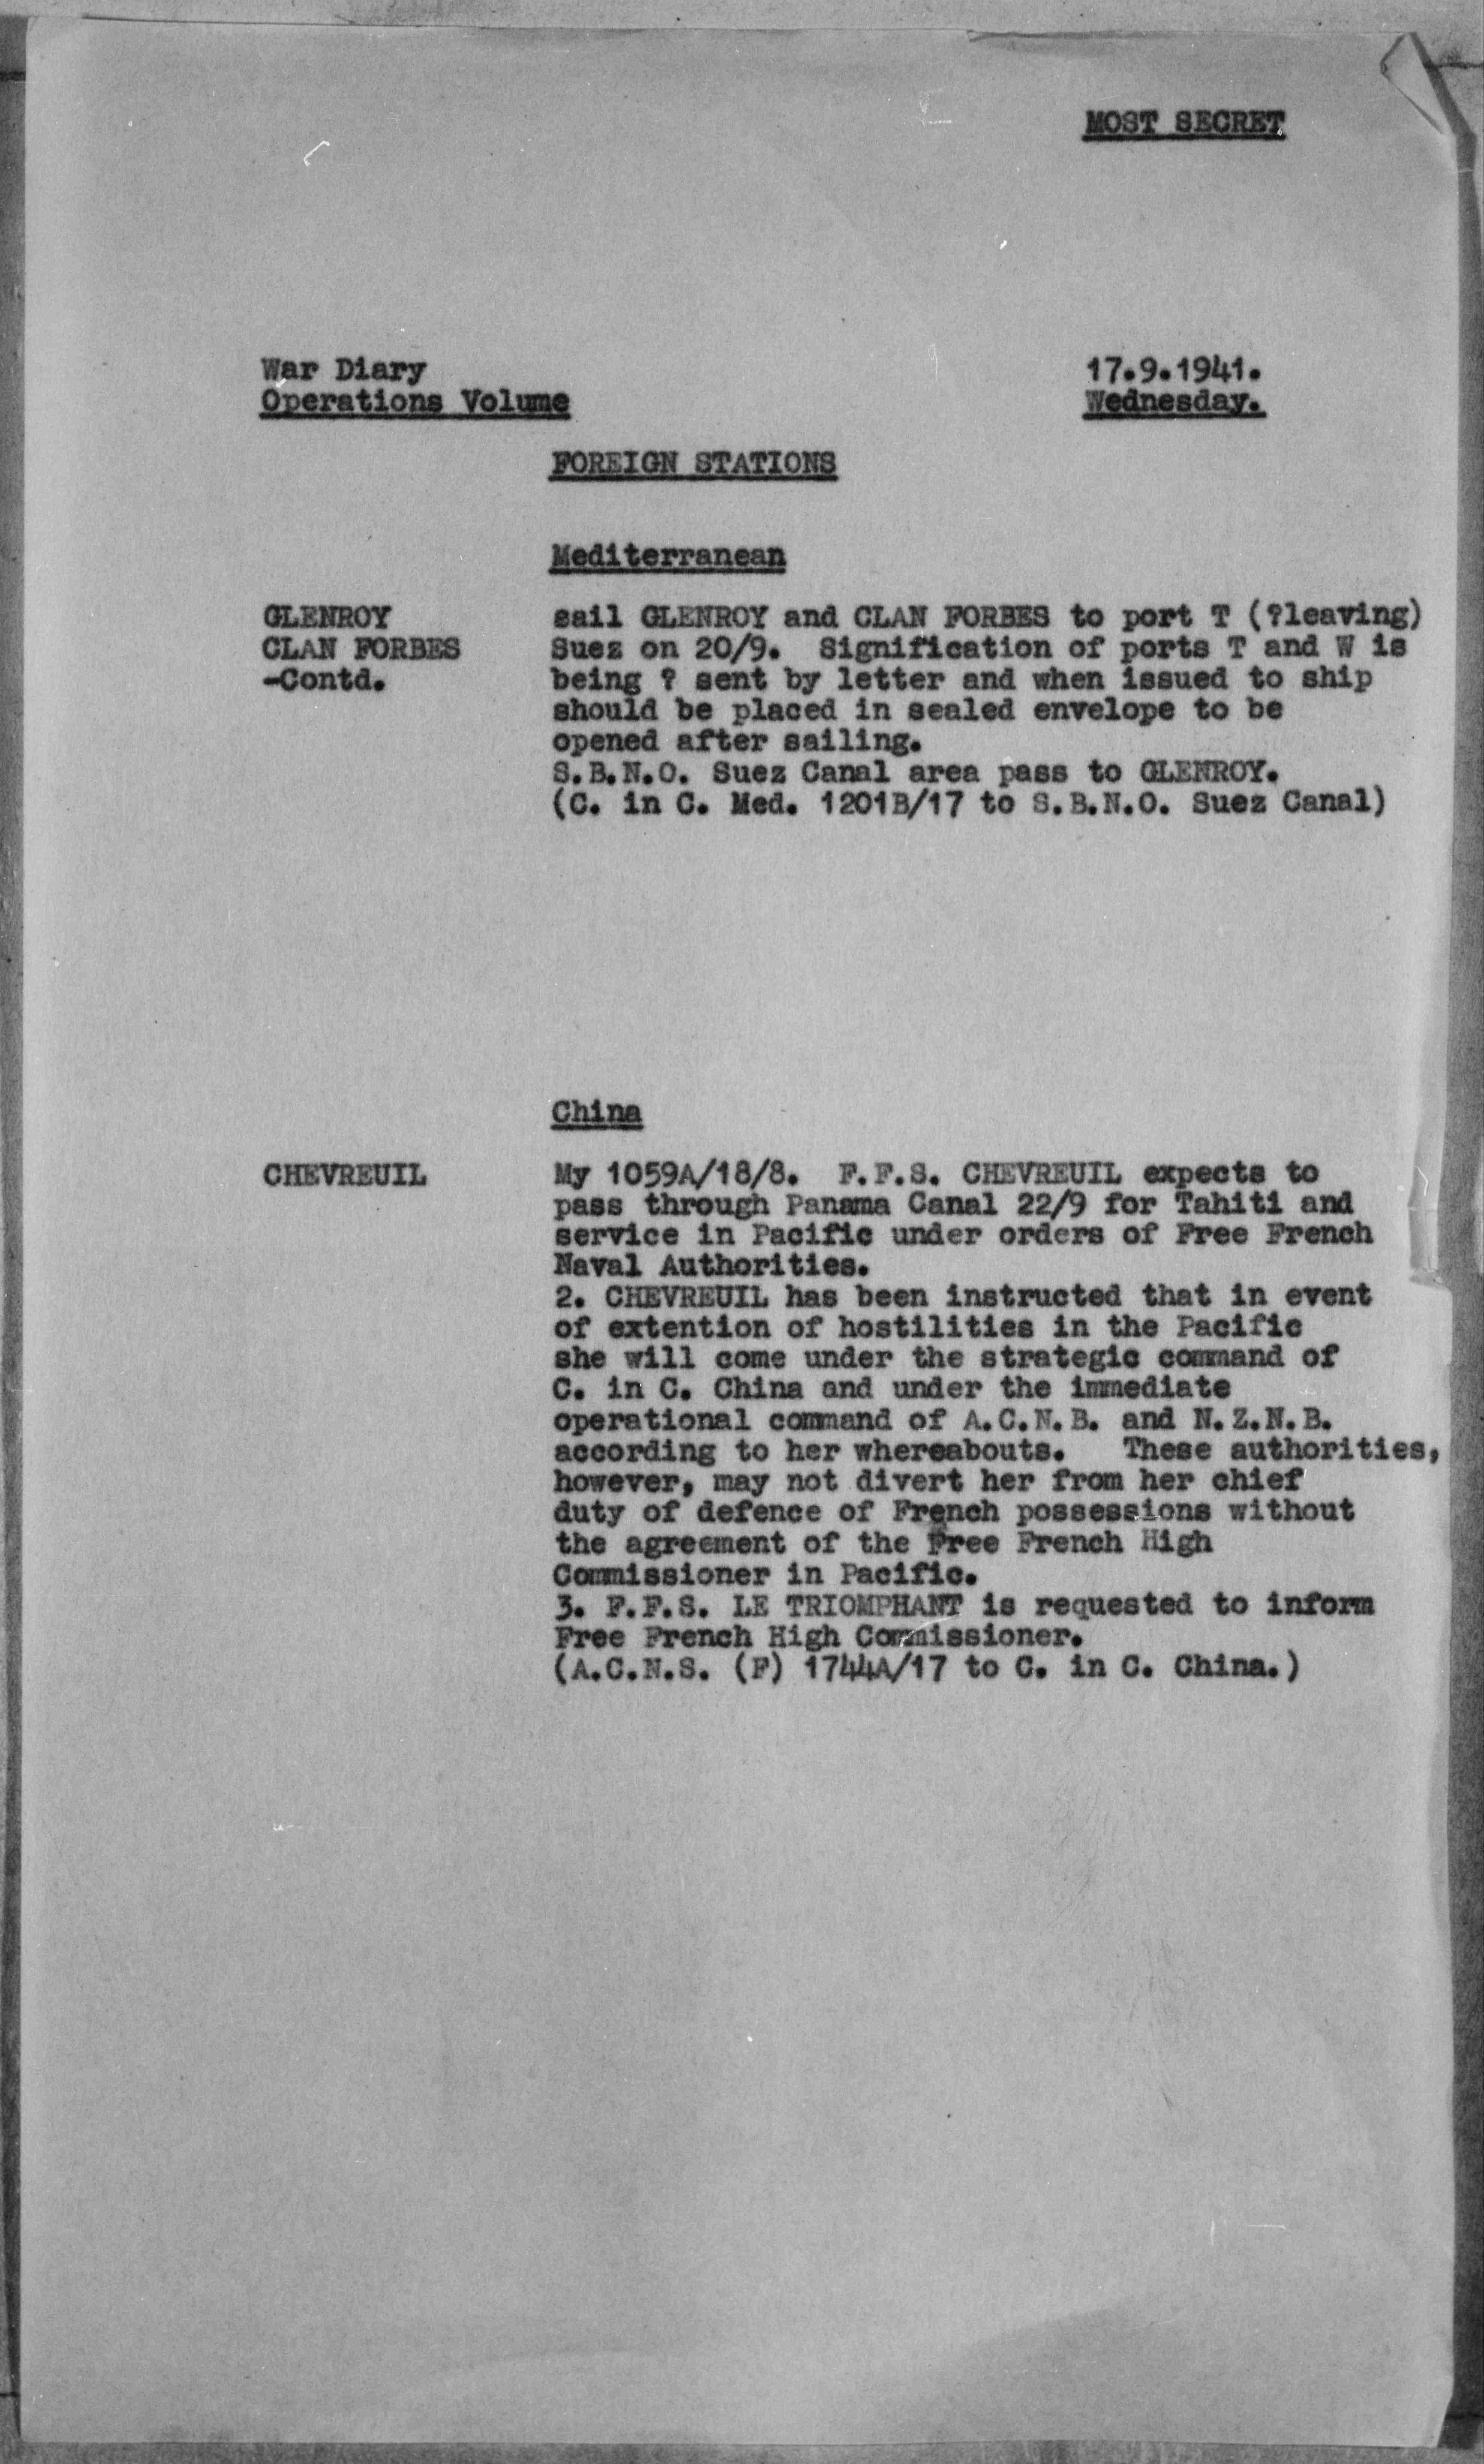 MOST SECRET
War Diary
Operations Volume
17.9.1941.
Wednesday.
FOREIGN STATIONS
Mediterranean
GLENROY
CLAN FORBES
-Contd.
sail GLENROY and CLAN FORBES to port T (?leaving)
Suez on 20/9. Signification of ports T and W is
being ? sent by letter and when issued to ship
should be placed in sealed envelope to be
opened after sailing.
S.B.N.O. Suez Canal area pass to GLENROY.
(C. in C. Med. 1201B/17 to S.B.N.O. Suez Canal)
China
CHEVREUIL
My 1059A/18/8. F.F.S. CHEVREUIL expects to
pass through Panama Canal 22/9 for Tahiti and
service in Pacific under orders of Free French
Naval Authorities.
2. CHEVREUIL has been instructed that in event
of extention of hostilities in the Pacific
she will come under the strategic command of
C. in C. China and under the immediate
operational command of A.C.N.B. and N.Z.N.B.
according to her whereabouts. These authorities,
however, may not divert her from her chief
duty of defence of French possessions without
the agreement of the Free French High
Commissioner in Pacific.
3. F.F.S. LE TRIOMPHANT is requested to inform
Free French High Commissioner.
(A.C.N.S. (F) 1744A/17 to C. in C. China.)